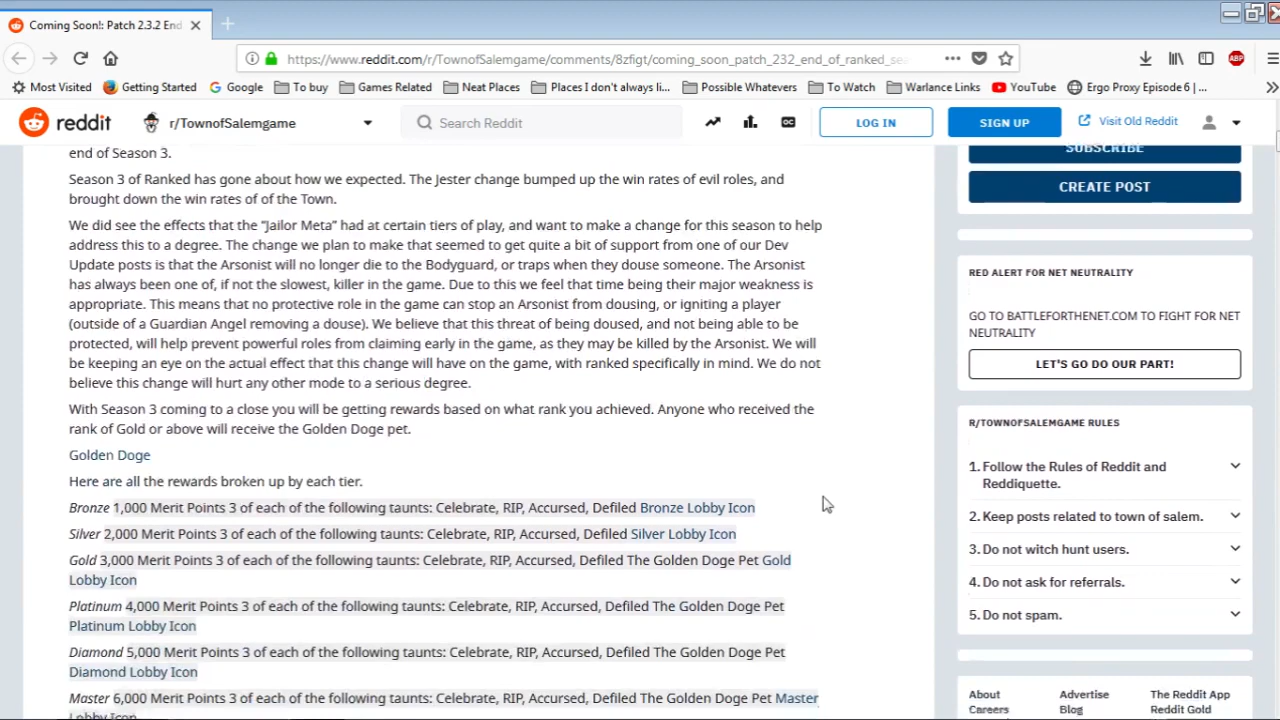 Coming Soon!: Patch 2.3.2 End
https://www.reddit.com/r/TownofSalemgame/comments/8zfigt/coming_soon_patch_232_end_of_ranked_sea
Most Visited Getting Started Google To buy Games Related Neat Places Places I don't always li... Possible Whatevers To Watch Warlance Links YouTube Ergo Proxy Episode 6 | ...
reddit r/TownofSalemgame Search Reddit LOG IN SIGN UP Visit Old Reddit
end of Season 3.
Season 3 of Ranked has gone about how we expected. The Jester change bumped up the win rates of evil roles, and
brought down the win rates of of the Town.
We did see the effects that the “Jailor Meta” had at certain tiers of play, and want to make a change for this season to help
address this to a degree. The change we plan to make that seemed to get quite a bit of support from one of our Dev
Update posts is that the Arsonist will no longer die to the Bodyguard, or traps when they douse someone. The Arsonist
has always been one of, if not the slowest, killer in the game. Due to this we feel that time being their major weakness is
appropriate. This means that no protective role in the game can stop an Arsonist from dousing, or igniting a player
(outside of a Guardian Angel removing a douse). We believe that this threat of being doused, and not being able to be
protected, will help prevent powerful roles from claiming early in the game, as they may be killed by the Arsonist. We will
be keeping an eye on the actual effect that this change will have on the game, with ranked specifically in mind. We do not
believe this change will hurt any other mode to a serious degree.
With Season 3 coming to a close you will be getting rewards based on what rank you achieved. Anyone who received the
rank of Gold or above will receive the Golden Doge pet.
Golden Doge
Here are all the rewards broken up by each tier.
Bronze 1,000 Merit Points 3 of each of the following taunts: Celebrate, RIP, Accursed, Defiled Bronze Lobby Icon
Silver 2,000 Merit Points 3 of each of the following taunts: Celebrate, RIP, Accursed, Defiled Silver Lobby Icon
Gold 3,000 Merit Points 3 of each of the following taunts: Celebrate, RIP, Accursed, Defiled The Golden Doge Pet Gold
Lobby Icon
Platinum 4,000 Merit Points 3 of each of the following taunts: Celebrate, RIP, Accursed, Defiled The Golden Doge Pet
Platinum Lobby Icon
Diamond 5,000 Merit Points 3 of each of the following taunts: Celebrate, RIP, Accursed, Defiled The Golden Doge Pet
Diamond Lobby Icon
Master 6,000 Merit Points 3 of each of the following taunts: Celebrate, RIP, Accursed, Defiled The Golden Doge Pet Master
Lobby Icon
SUBSCRIBE
CREATE POST
RED ALERT FOR NET NEUTRALITY
GO TO BATTLEFORTHENET.COM TO FIGHT FOR NET
NEUTRALITY
LET'S GO DO OUR PART!
R/TOWNOFSALEMGAME RULES
1. Follow the Rules of Reddit and
Reddiquette.
2. Keep posts related to town of salem.
3. Do not witch hunt users.
4. Do not ask for referrals.
5. Do not spam.
About Advertise The Reddit App
Careers Blog Reddit Gold